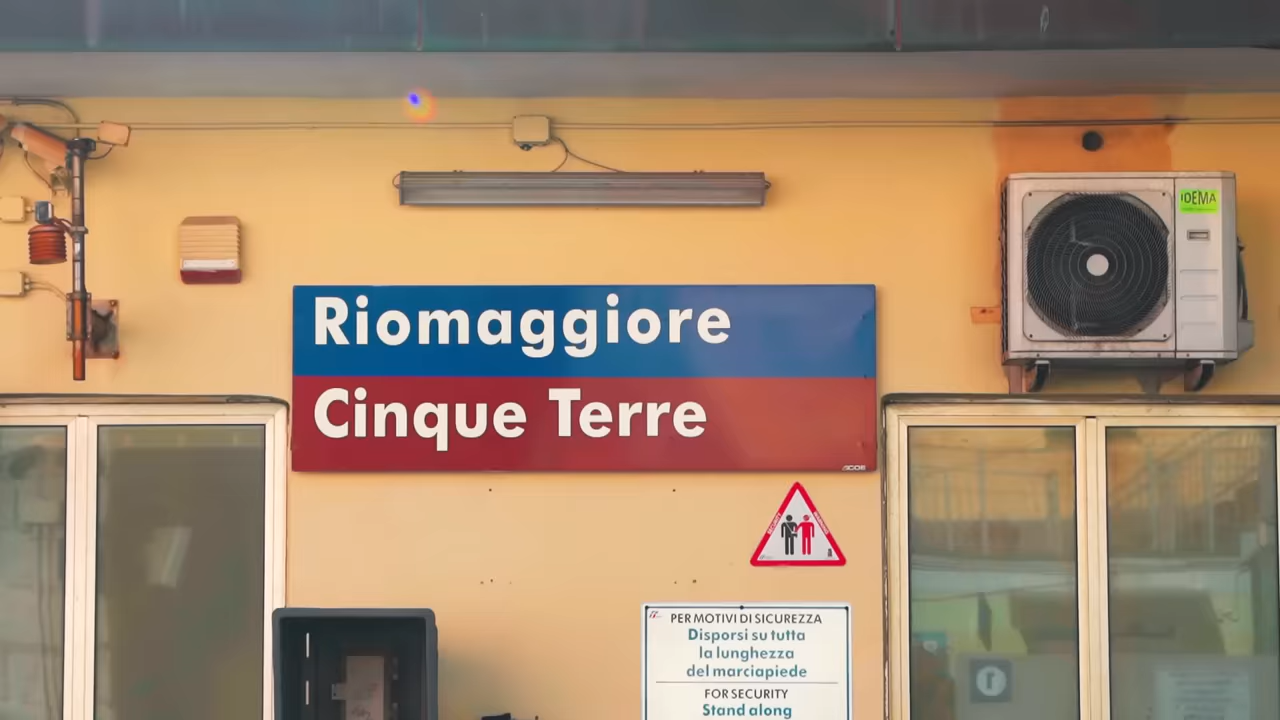 IDEMA
Riomaggiore
Cinque Terre
SECURITY
PER MOTIVI DI SICUREZZA
Disporsi su tutta
la lunghezza
del marciapiede
FOR SECURITY
Stand along